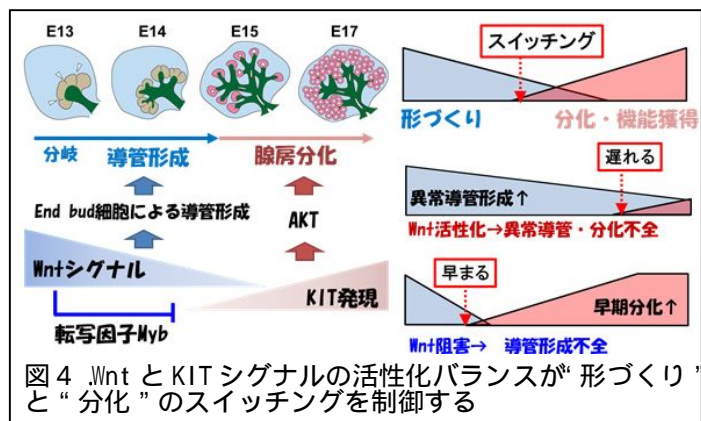 E13 E14 E15 E17
分岐 導管形成 腺房分化
End bud細胞による導管形成
AKT
Wntシグナル
KIT発現
転写因子Myb
スイッチング
形づくり 分化・機能獲得
遅れる
異常導管形成↑
Wnt活性化→異常導管・分化不全
早まる
早期分化↑
Wnt阻害→ 導管形成不全
図4 .Wnt と KIT シグナルの活性化バランスが“ 形づくり ”
と“ 分化 ”のスイッチングを制御する